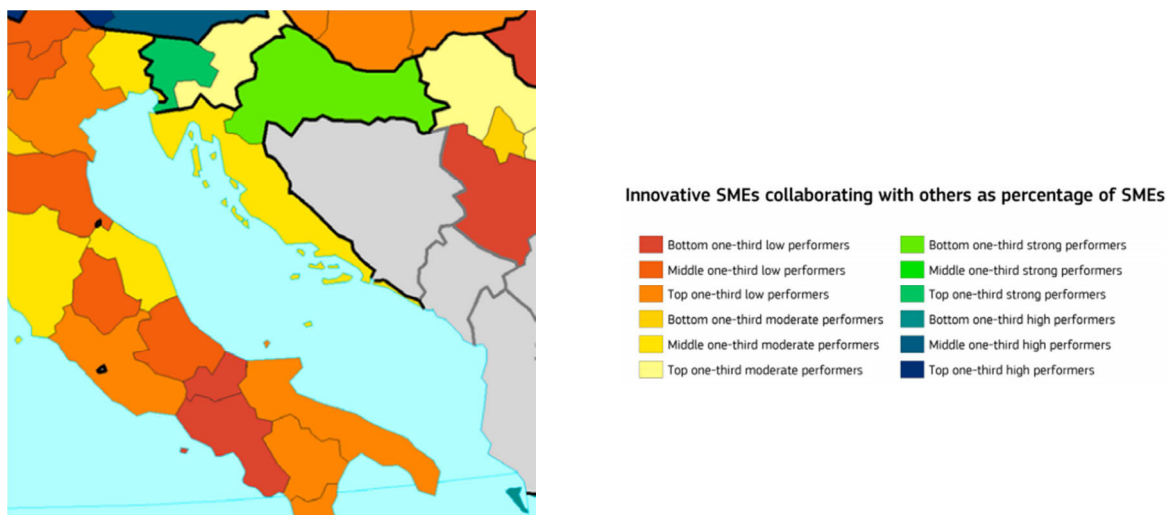 Innovative SMEs collaborating with others as percentage of SMEs
Bottom one-third low performers
Middle one-third low performers
Top one-third low performers
Bottom one-third moderate performers
Middle one-third moderate performers
Top one-third moderate performers
Bottom one-third strong performers
Middle one-third strong performers
Top one-third strong performers
Bottom one-third high performers
Middle one-third high performers
Top one-third high performers